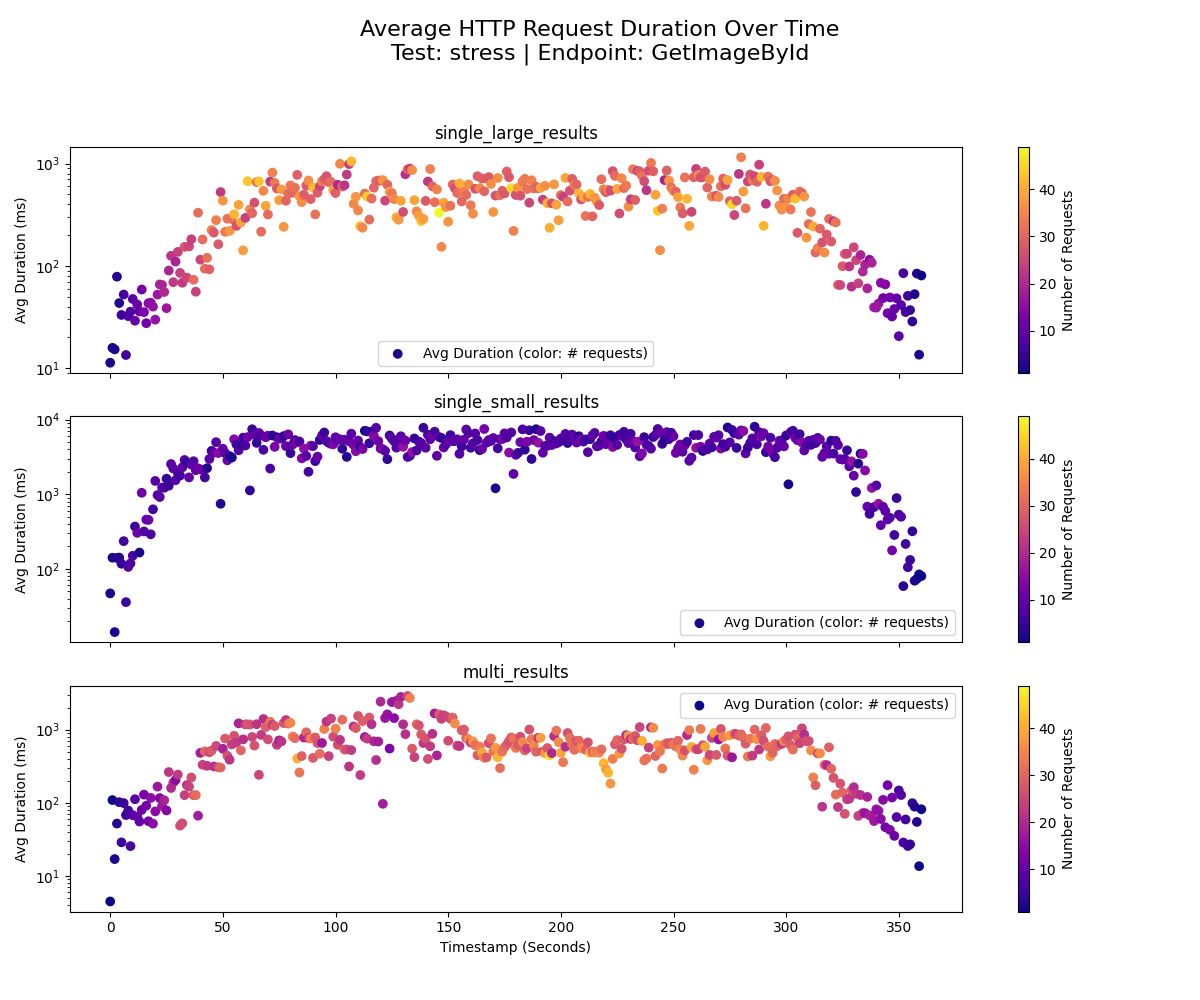 Average HTTP Request Duration Over Time
Test: stress | Endpoint: GetImageById
single_large_results
10³
10²
10¹
Avg Duration (ms)
Avg Duration (color: # requests)
40
30
20
10
Number of Requests
single_small_results
10⁴
10³
10²
Avg Duration (ms)
Avg Duration (color: # requests)
40
30
20
10
Number of Requests
multi_results
10³
10²
10¹
Avg Duration (ms)
Avg Duration (color: # requests)
0 50 100 150 200 250 300 350
Timestamp (Seconds)
40
30
20
10
Number of Requests